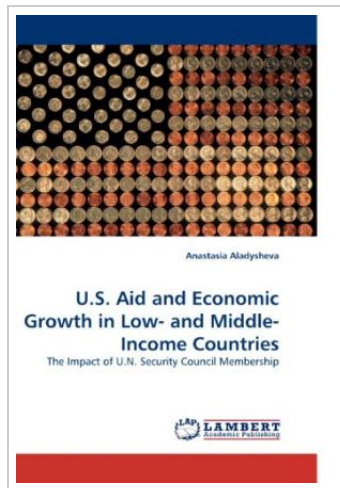 Anastasia Aladysheva
U.S. Aid and Economic
Growth in Low- and Middle-
Income Countries
The Impact of U.N. Security Council Membership
LAP LAMBERT
Academic Publishing